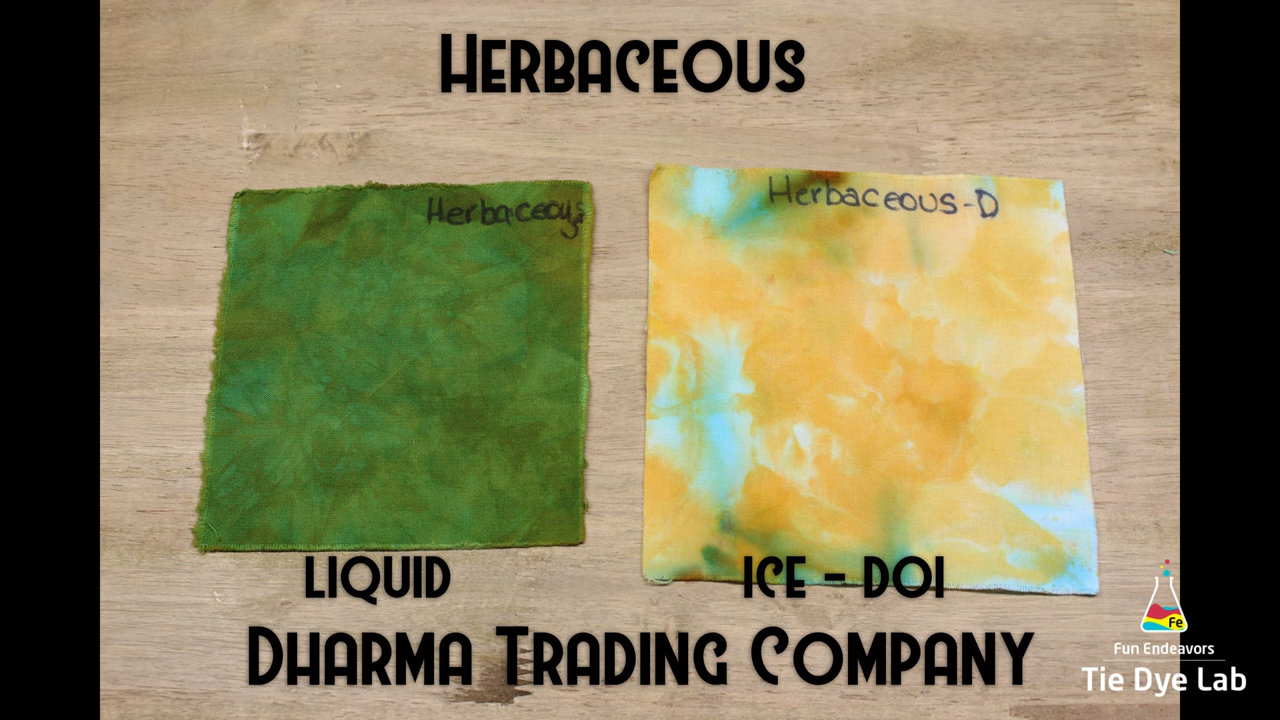 HERBACEOUS
Herbaceous
Herbaceous-D
LIQUID
ICE - DOI
DHARMA TRADING COMPANY
Fe
Fun Endeavors
Tie Dye Lab